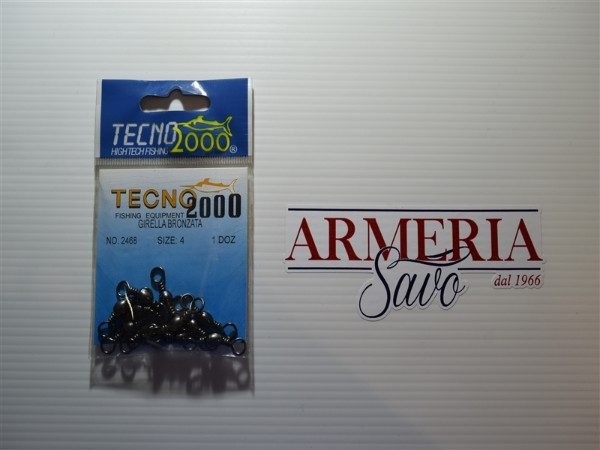 TECNO
2000®
HIGH TECH FISHING
TECNO
2000
FISHING EQUIPMENT
GIRELLA BRONZATA
NO. 2468 SIZE: 4 1 DOZ
ARMERIA
Savo
dal 1966